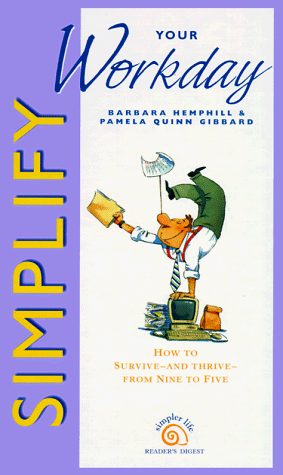 SIMPLIFY
YOUR
Workday
BARBARA HEMPHILL &
PAMELA QUINN GIBBARD
HOW TO
SURVIVE–AND THRIVE–
FROM NINE TO FIVE
simpler life
READER'S DIGEST